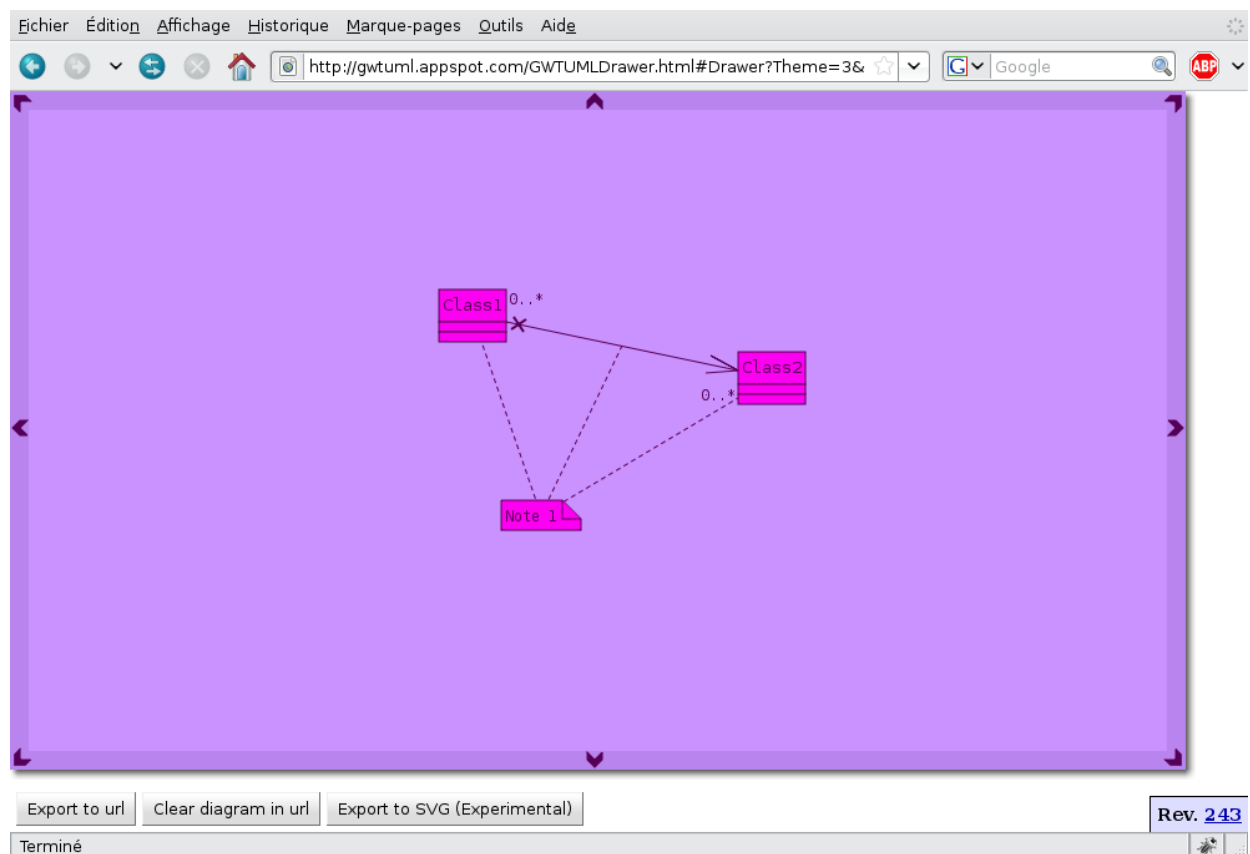 Fichier Édition Affichage Historique Marque-pages Outils Aide
http://gwtuml.appspot.com/GWTUMLDrawer.html#Drawer?Theme=3& G Google ABP
Class1 0..*
Class2
0..*
Note 1
Export to url Clear diagram in url Export to SVG (Experimental) Rev. 243
Terminé